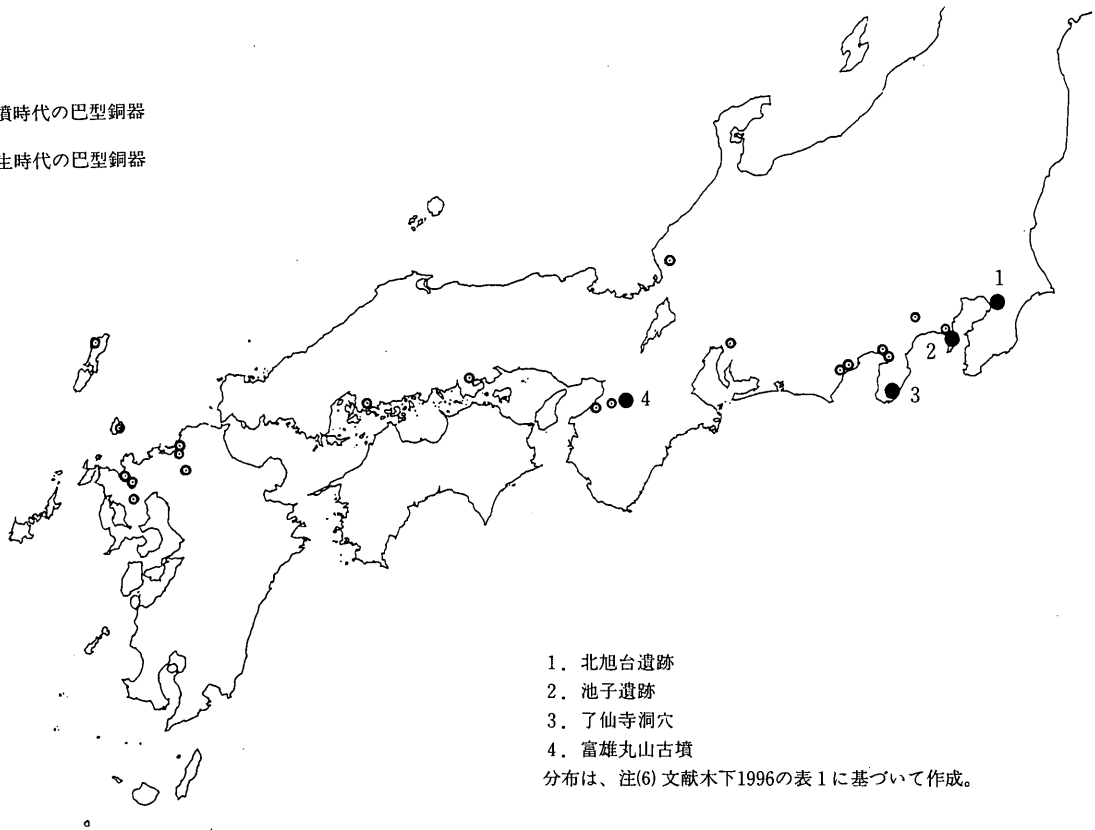 墳時代の巴型銅器
生時代の巴型銅器
1
2
3
4
1．北旭台遺跡
2．池子遺跡
3．了仙寺洞穴
4．富雄丸山古墳
分布は、注(6) 文献木下1996の表1に基づいて作成。